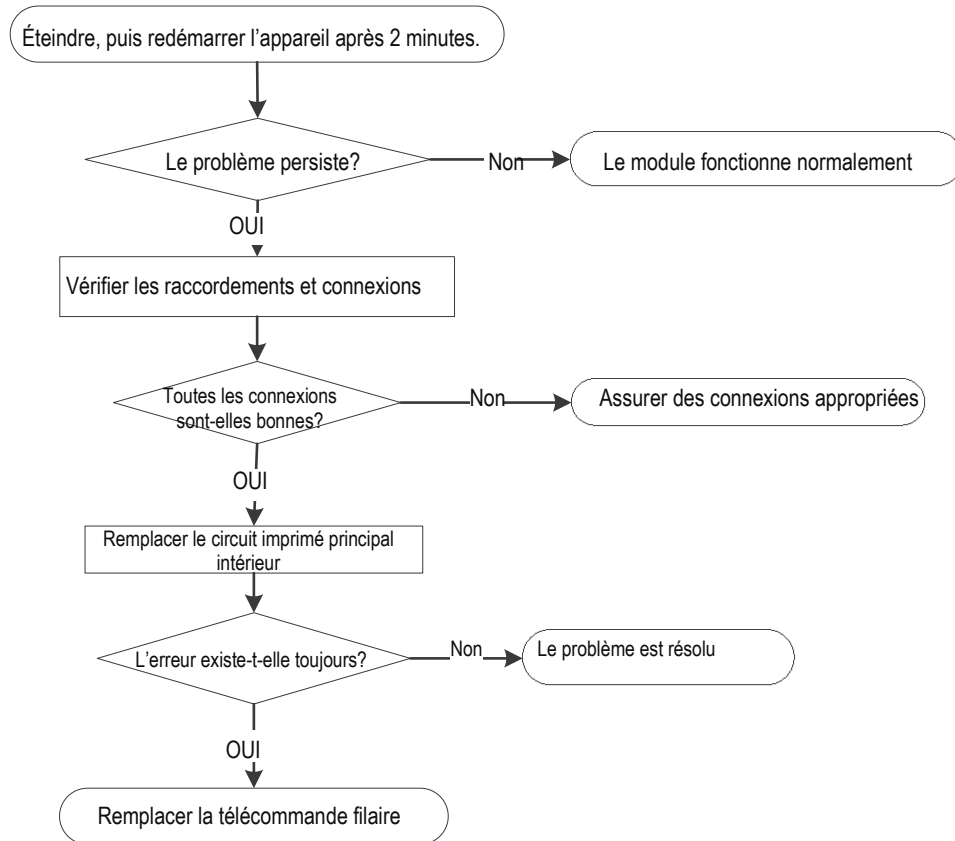 Éteindre, puis redémarrer l'appareil après 2 minutes.
Le problème persiste?
Non
Le module fonctionne normalement
OUI
Vérifier les raccordements et connexions
Toutes les connexions
sont-elles bonnes?
Non
Assurer des connexions appropriées
OUI
Remplacer le circuit imprimé principal
intérieur
L'erreur existe-t-elle toujours?
Non
Le problème est résolu
OUI
Remplacer la télécommande filaire